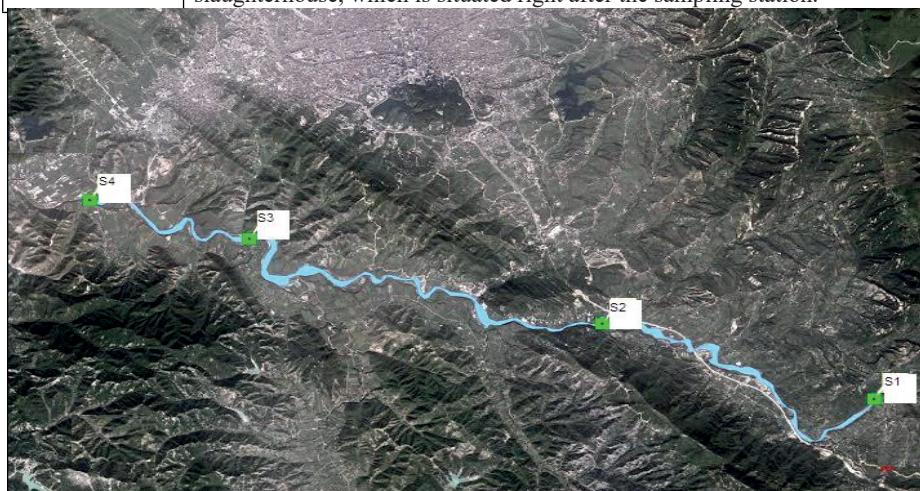 slaughterhouse, which is situated right after the sampling station.
S4
S3
S2
S1